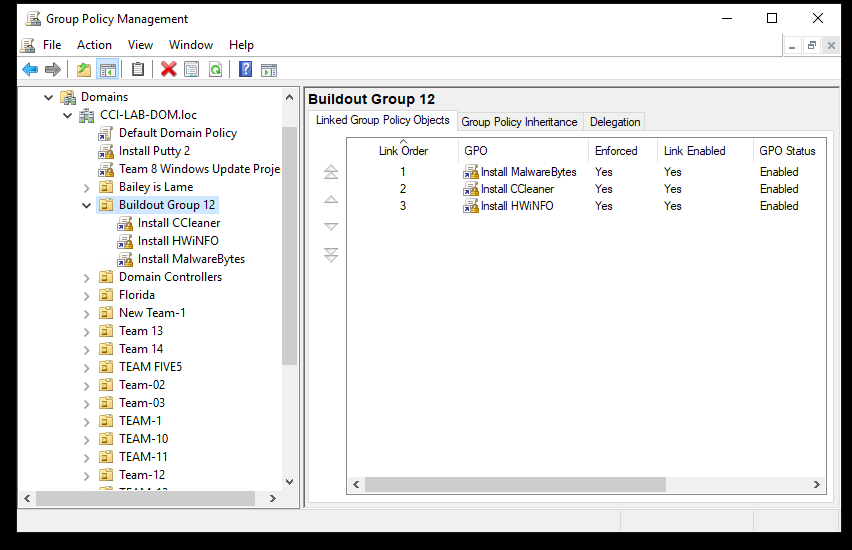 Group Policy Management
File Action View Window Help
Domains
CCI-LAB-DOM.loc
Default Domain Policy
Install Putty 2
Team 8 Windows Update Proje
Bailey is Lame
Buildout Group 12
Install CCleaner
Install HWiNFO
Install MalwareBytes
Domain Controllers
Florida
New Team-1
Team 13
Team 14
TEAM FIVE5
Team-02
Team-03
TEAM-1
TEAM-10
TEAM-11
Team-12
Buildout Group 12
Linked Group Policy Objects Group Policy Inheritance Delegation
Link Order GPO Enforced Link Enabled GPO Status
1 Install MalwareBytes Yes Yes Enabled
2 Install CCleaner Yes Yes Enabled
3 Install HWiNFO Yes Yes Enabled